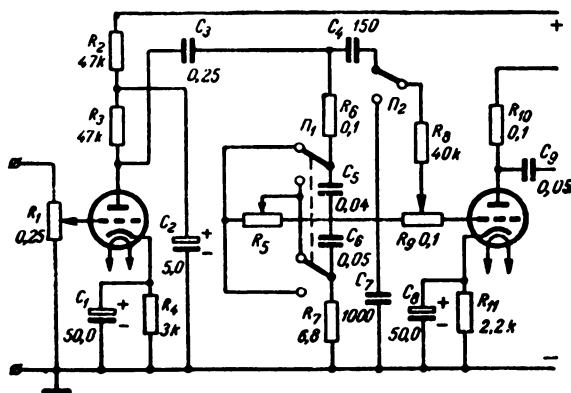 R2
47k
R3
47k
R1
0,25
C1
50,0
R4
3k
C2
5,0
C3
0,25
C4 150
R6
0,1
П1
П2
C5
0,04
C6
0,05
R5
R7
6,8
C7
1000
R8
40k
R9 0,1
R10
0,1
C9
0,05
C8
50,0
R11
2,2k
+
−
+
−
+
−
+
−